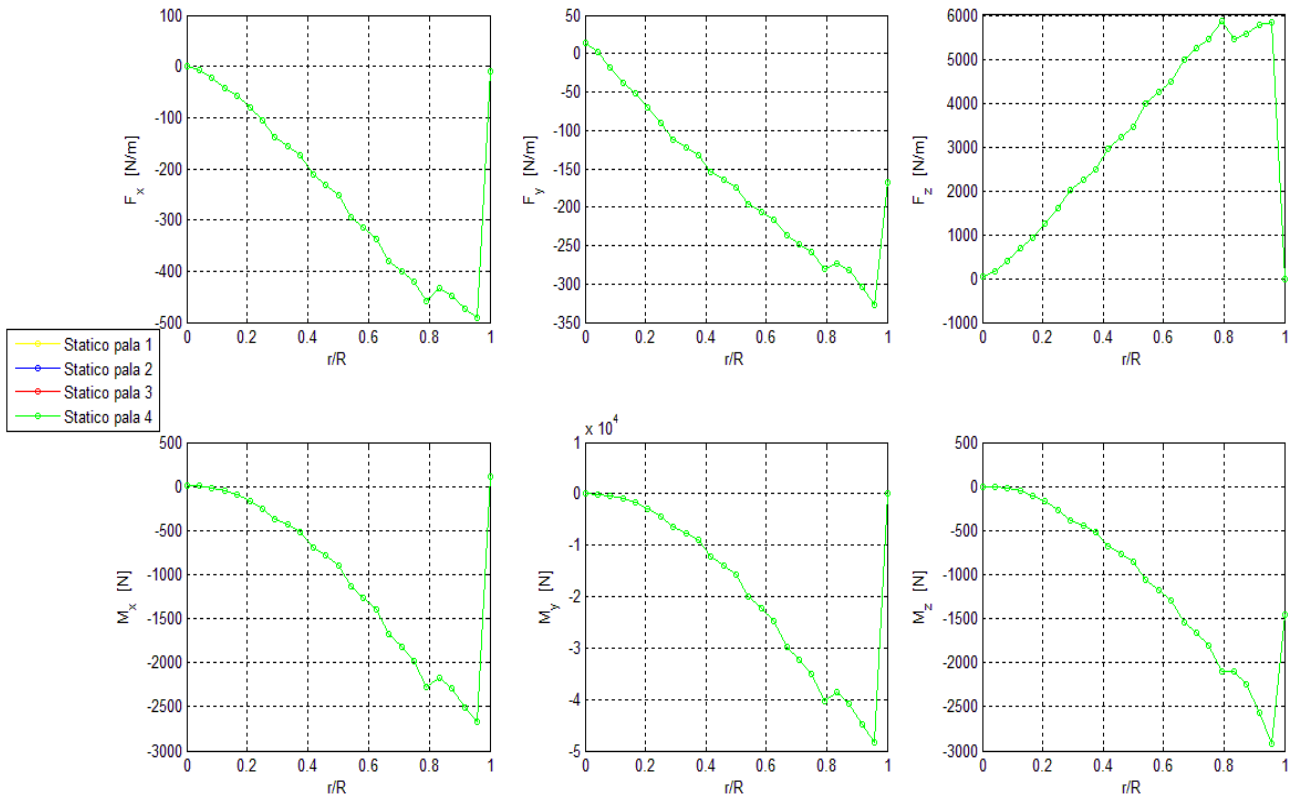 100
0
-100
-200
-300
-400
-500
F_x [N/m]
0 0.2 0.4 0.6 0.8 1
r/R
50
0
-50
-100
-150
-200
-250
-300
-350
F_y [N/m]
0 0.2 0.4 0.6 0.8 1
r/R
6000
5000
4000
3000
2000
1000
0
-1000
F_z [N/m]
0 0.2 0.4 0.6 0.8 1
r/R
Statico pala 1
Statico pala 2
Statico pala 3
Statico pala 4
500
0
-500
-1000
-1500
-2000
-2500
-3000
M_x [N]
0 0.2 0.4 0.6 0.8 1
r/R
x 10^4
1
0
-1
-2
-3
-4
-5
M_y [N]
0 0.2 0.4 0.6 0.8 1
r/R
500
0
-500
-1000
-1500
-2000
-2500
-3000
M_z [N]
0 0.2 0.4 0.6 0.8 1
r/R